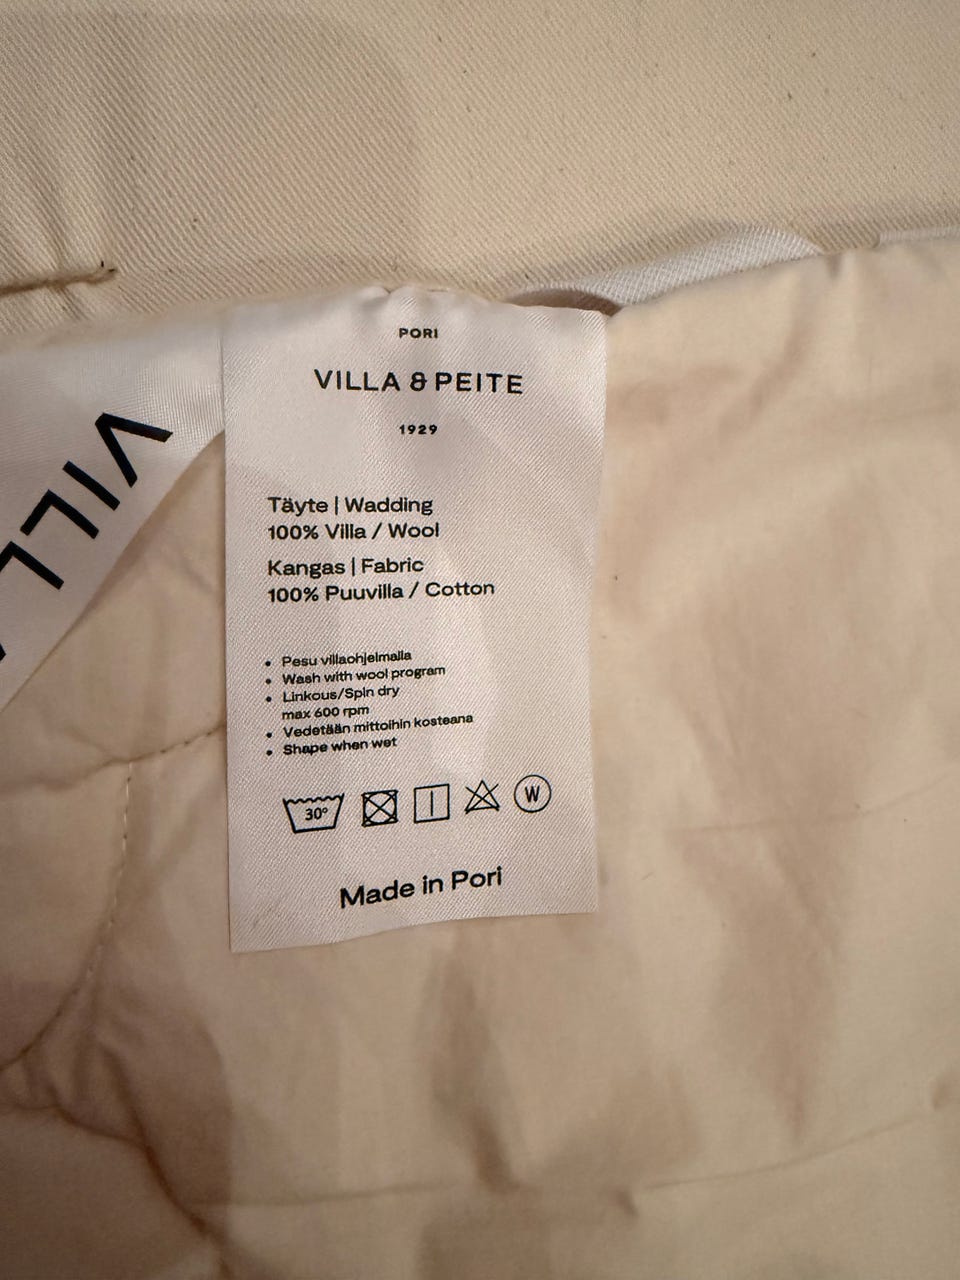 PORI
VILLA & PEITE
1929
Täyte | Wadding
100% Villa / Wool
Kangas | Fabric
100% Puuvilla / Cotton
• Pesu villaohjelmalla
• Wash with wool program
• Linkous/Spin dry
max 600 rpm
• Vedetään mittoihin kosteana
• Shape when wet
30° W
Made in Pori
VILLA